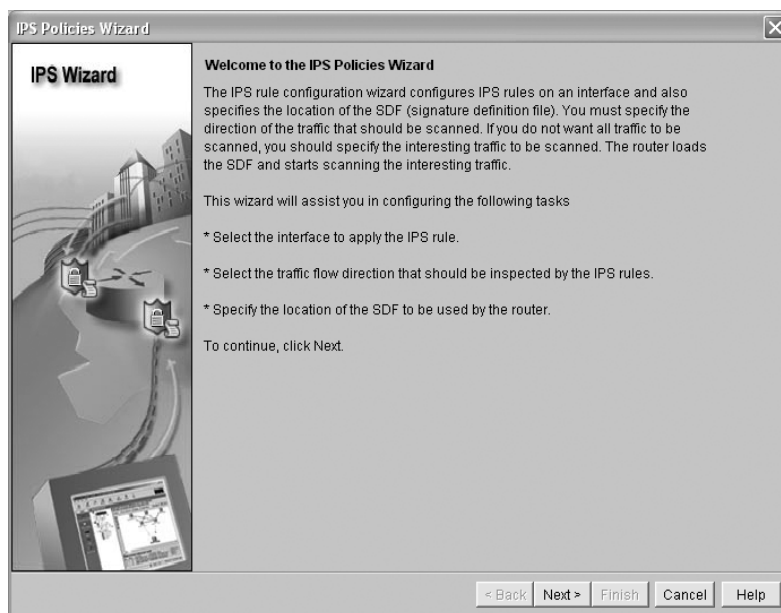 IPS Policies Wizard
IPS Wizard
Welcome to the IPS Policies Wizard
The IPS rule configuration wizard configures IPS rules on an interface and also
specifies the location of the SDF (signature definition file). You must specify the
direction of the traffic that should be scanned. If you do not want all traffic to be
scanned, you should specify the interesting traffic to be scanned. The router loads
the SDF and starts scanning the interesting traffic.
This wizard will assist you in configuring the following tasks
* Select the interface to apply the IPS rule.
* Select the traffic flow direction that should be inspected by the IPS rules.
* Specify the location of the SDF to be used by the router.
To continue, click Next.
< Back Next > Finish Cancel Help